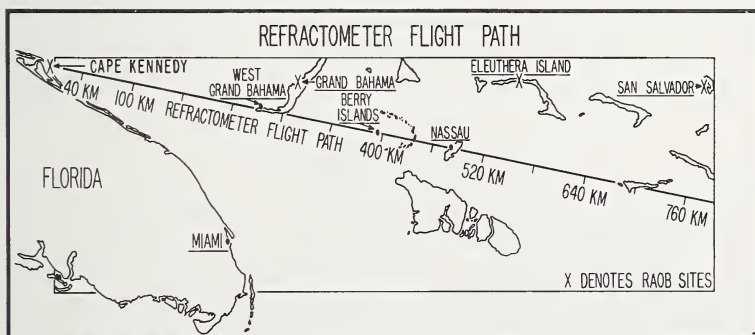 REFRACTOMETER FLIGHT PATH
CAPE KENNEDY
WEST
GRAND BAHAMA
X GRAND BAHAMA
ELEUTHERA ISLAND
X
SAN SALVADOR X
X
40 KM
100 KM
REFRACTOMETER FLIGHT PATH
BERRY
ISLANDS
400 KM
NASSAU
520 KM
640 KM
760 KM
FLORIDA
MIAMI
X DENOTES RAOB SITES